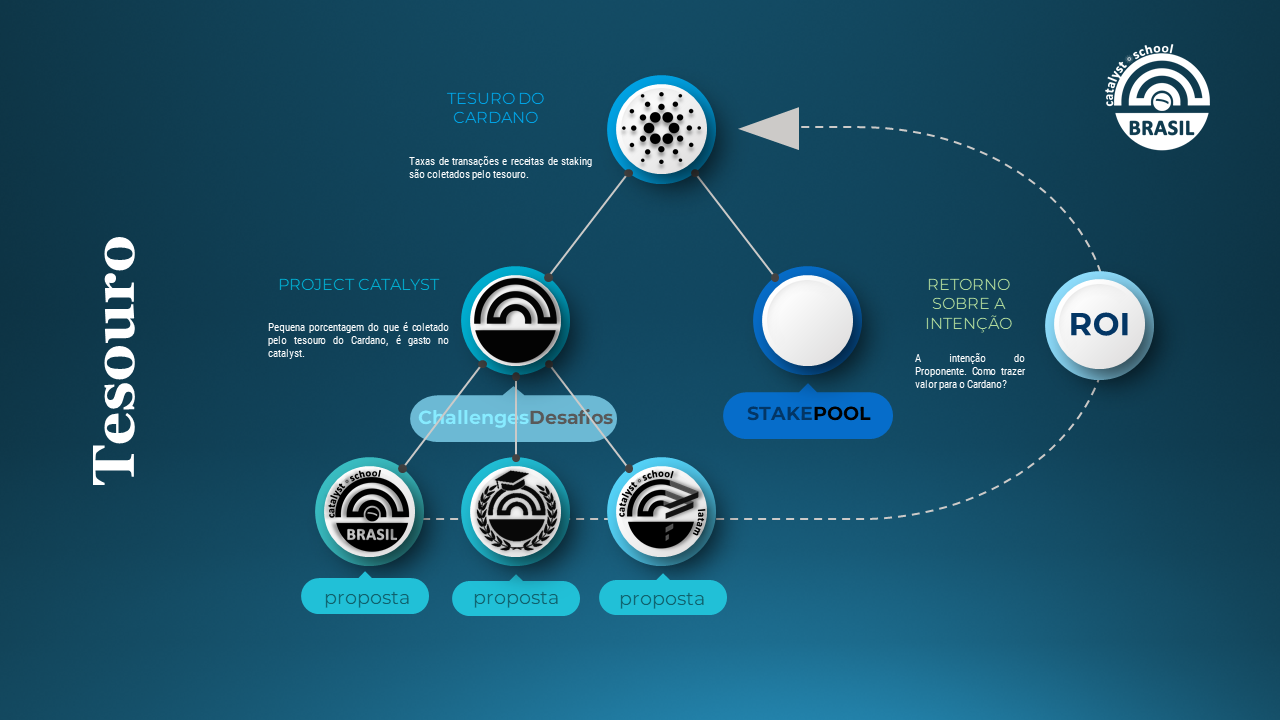 catalyst school
BRASIL
TESURO DO
CARDANO
Taxas de transações e receitas de staking
são coletados pelo tesouro.
Tesouro
PROJECT CATALYST
Pequena porcentagem do que é coletado
pelo tesouro do Cardano, é gasto no
catalyst.
RETORNO
SOBRE A
INTENÇÃO
A intenção do
Proponente. Como trazer
valor para o Cardano?
ROI
ChallengesDesafios
STAKEPOOL
catalyst school
BRASIL
catalyst school
latam
proposta
proposta
proposta